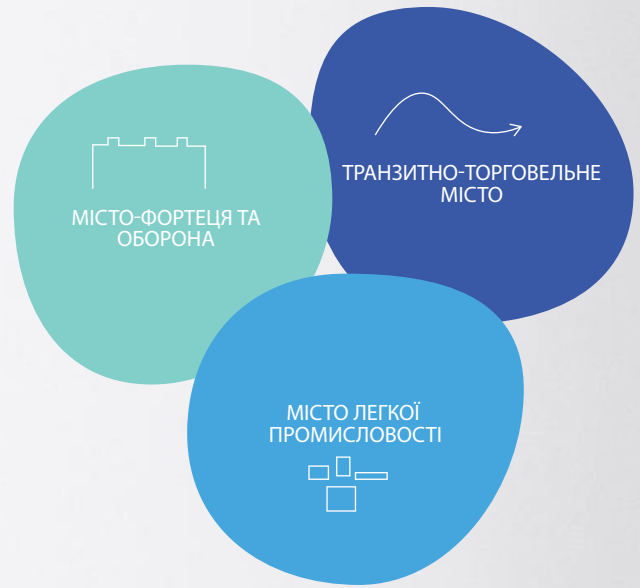 ТРАНЗИТНО-ТОРГОВЕЛЬНЕ
МІСТО
МІСТО-ФОРТЕЦЯ ТА
ОБОРОНА
МІСТО ЛЕГКОЇ
ПРОМИСЛОВОСТІ